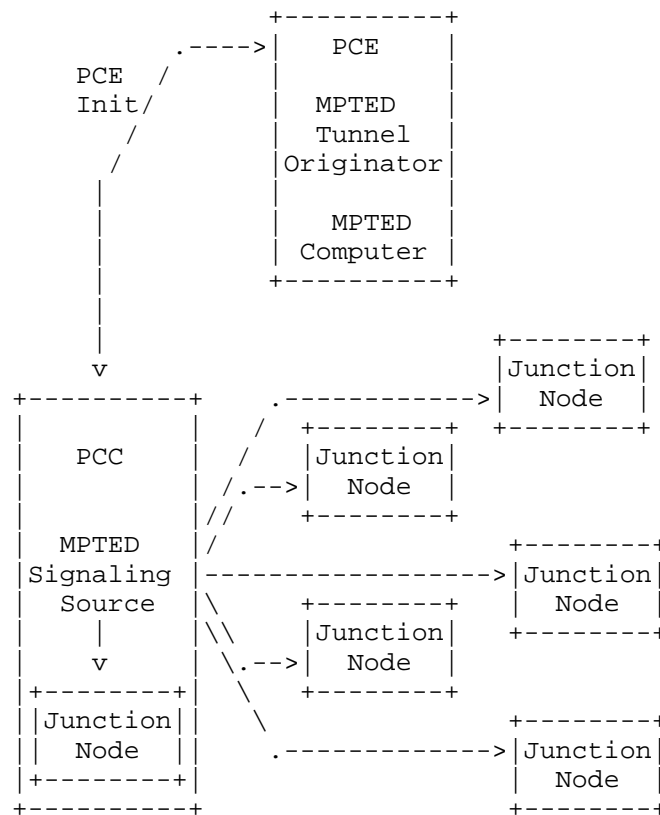 PCE
PCE
Init
MPTED
Tunnel
Originator
MPTED
Computer
Junction
Node
PCC
Junction
Node
MPTED
Signaling
Source
Junction
Node
Junction
Node
Junction
Node
Junction
Node